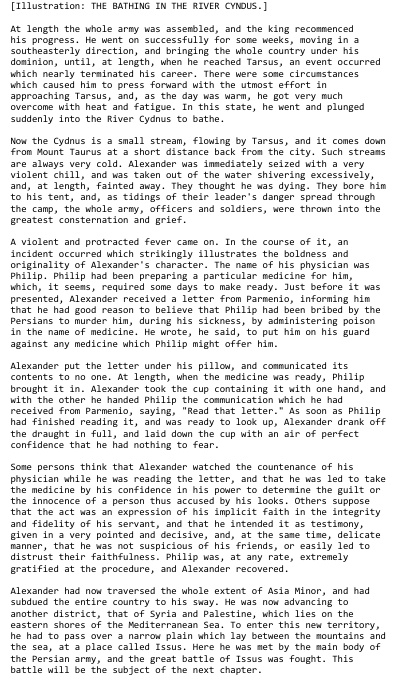 [Illustration: THE BATHING IN THE RIVER CYNDUS.]
At length the whole army was assembled, and the king recommenced
his progress. He went on successfully for some weeks, moving in a
southeasterly direction, and bringing the whole country under his
dominion, until, at length, when he reached Tarsus, an event occurred
which nearly terminated his career. There were some circumstances
which caused him to press forward with the utmost effort in
approaching Tarsus, and, as the day was warm, he got very much
overcome with heat and fatigue. In this state, he went and plunged
suddenly into the River Cydnus to bathe.
Now the Cydnus is a small stream, flowing by Tarsus, and it comes down
from Mount Taurus at a short distance back from the city. Such streams
are always very cold. Alexander was immediately seized with a very
violent chill, and was taken out of the water shivering excessively,
and, at length, fainted away. They thought he was dying. They bore him
to his tent, and, as tidings of their leader's danger spread through
the camp, the whole army, officers and soldiers, were thrown into the
greatest consternation and grief.
A violent and protracted fever came on. In the course of it, an
incident occurred which strikingly illustrates the boldness and
originality of Alexander's character. The name of his physician was
Philip. Philip had been preparing a particular medicine for him,
which, it seems, required some days to make ready. Just before it was
presented, Alexander received a letter from Parmenio, informing him
that he had good reason to believe that Philip had been bribed by the
Persians to murder him, during his sickness, by administering poison
in the name of medicine. He wrote, he said, to put him on his guard
against any medicine which Philip might offer him.
Alexander put the letter under his pillow, and communicated its
contents to no one. At length, when the medicine was ready, Philip
brought it in. Alexander took the cup containing it with one hand, and
with the other he handed Philip the communication which he had
received from Parmenio, saying, "Read that letter." As soon as Philip
had finished reading it, and was ready to look up, Alexander drank off
the draught in full, and laid down the cup with an air of perfect
confidence that he had nothing to fear.
Some persons think that Alexander watched the countenance of his
physician while he was reading the letter, and that he was led to take
the medicine by his confidence in his power to determine the guilt or
the innocence of a person thus accused by his looks. Others suppose
that the act was an expression of his implicit faith in the integrity
and fidelity of his servant, and that he intended it as testimony,
given in a very pointed and decisive, and, at the same time, delicate
manner, that he was not suspicious of his friends, or easily led to
distrust their faithfulness. Philip was, at any rate, extremely
gratified at the procedure, and Alexander recovered.
Alexander had now traversed the whole extent of Asia Minor, and had
subdued the entire country to his sway. He was now advancing to
another district, that of Syria and Palestine, which lies on the
eastern shores of the Mediterranean Sea. To enter this new territory,
he had to pass over a narrow plain which lay between the mountains and
the sea, at a place called Issus. Here he was met by the main body of
the Persian army, and the great battle of Issus was fought. This
battle will be the subject of the next chapter.